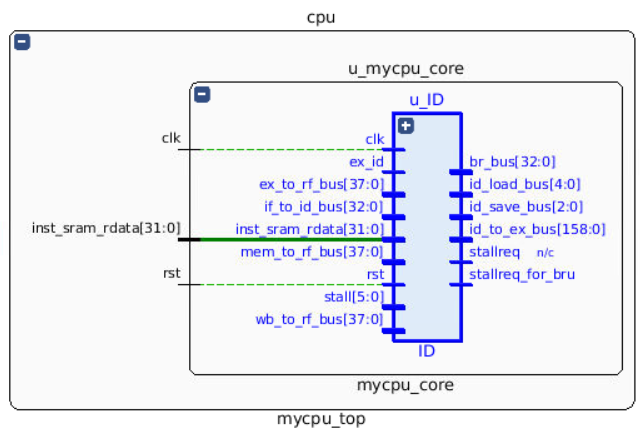 cpu
u_mycpu_core
u_ID
clk
clk
ex_id
br_bus[32:0]
ex_to_rf_bus[37:0]
id_load_bus[4:0]
if_to_id_bus[32:0]
id_save_bus[2:0]
inst_sram_rdata[31:0]
inst_sram_rdata[31:0]
id_to_ex_bus[158:0]
mem_to_rf_bus[37:0]
stallreq n/c
rst
rst
stallreq_for_bru
stall[5:0]
wb_to_rf_bus[37:0]
ID
mycpu_core
mycpu_top